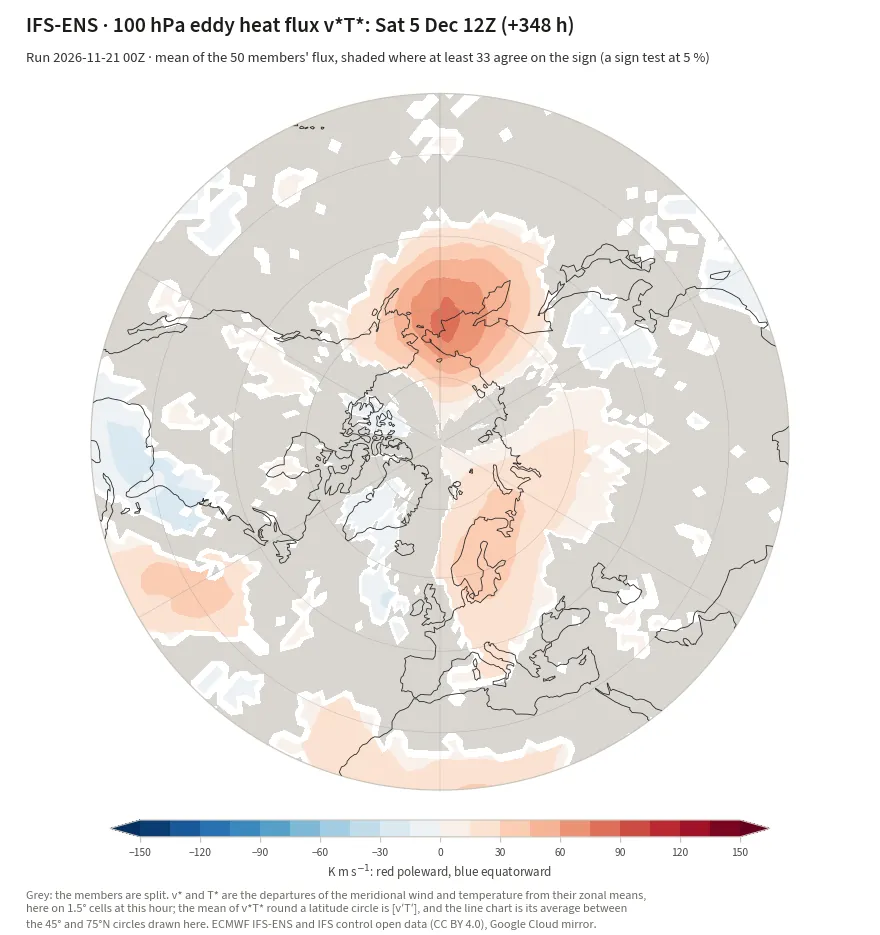 IFS-ENS · 100 hPa eddy heat flux v*T*: Sat 5 Dec 12Z (+348 h)
Run 2026-11-21 00Z · mean of the 50 members' flux, shaded where at least 33 agree on the sign (a sign test at 5 %)
−150 −120 −90 −60 −30 0 30 60 90 120 150
K m s⁻¹: red poleward, blue equatorward
Grey: the members are split. v* and T* are the departures of the meridional wind and temperature from their zonal means,
here on 1.5° cells at this hour; the mean of v*T* round a latitude circle is [v'T'], and the line chart is its average between
the 45° and 75°N circles drawn here. ECMWF IFS-ENS and IFS control open data (CC BY 4.0), Google Cloud mirror.